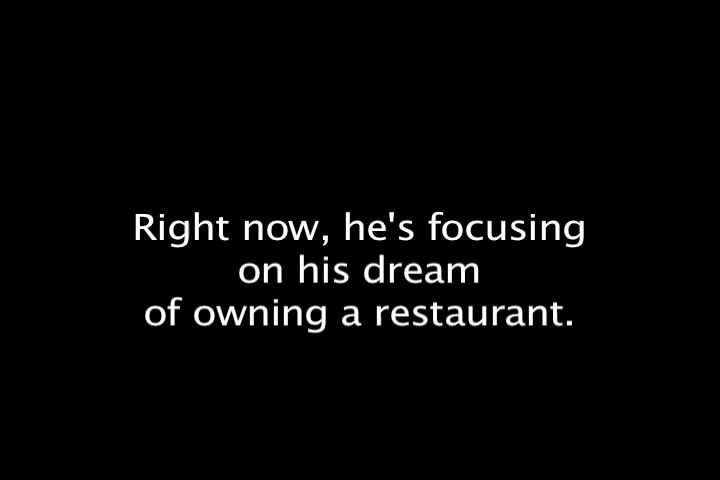 Right now, he's focusing
on his dream
of owning a restaurant.